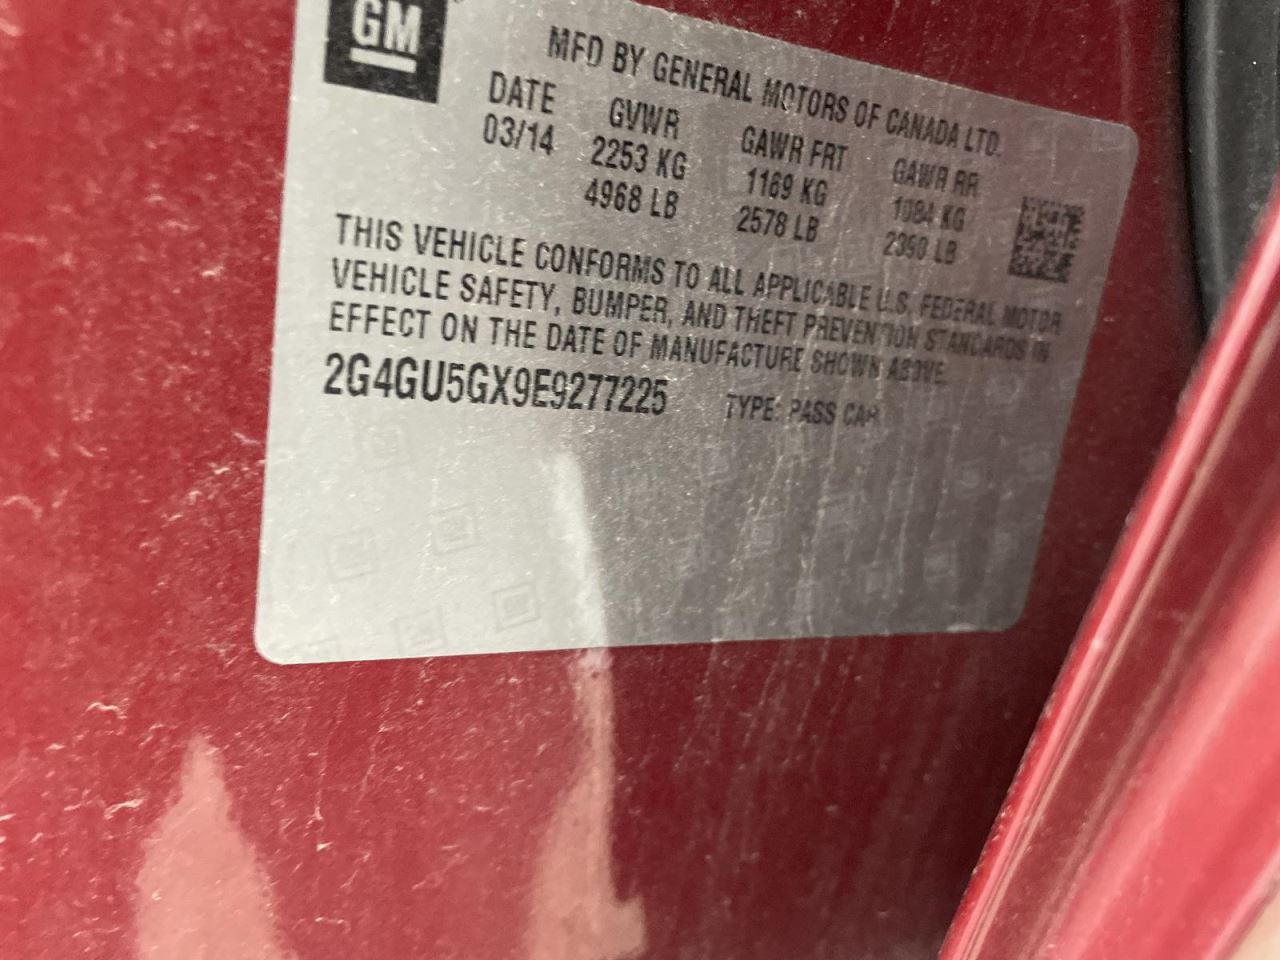 GM
MFD BY GENERAL MOTORS OF CANADA LTD.
DATE GVWR GAWR FRT GAWR RR
03/14 2253 KG 1169 KG 1084 KG
4968 LB 2578 LB 2390 LB
THIS VEHICLE CONFORMS TO ALL APPLICABLE U.S. FEDERAL MOTOR
VEHICLE SAFETY, BUMPER, AND THEFT PREVENTION STANDARDS IN
EFFECT ON THE DATE OF MANUFACTURE SHOWN ABOVE.
2G4GU5GX9E9277225 TYPE: PASS CAR